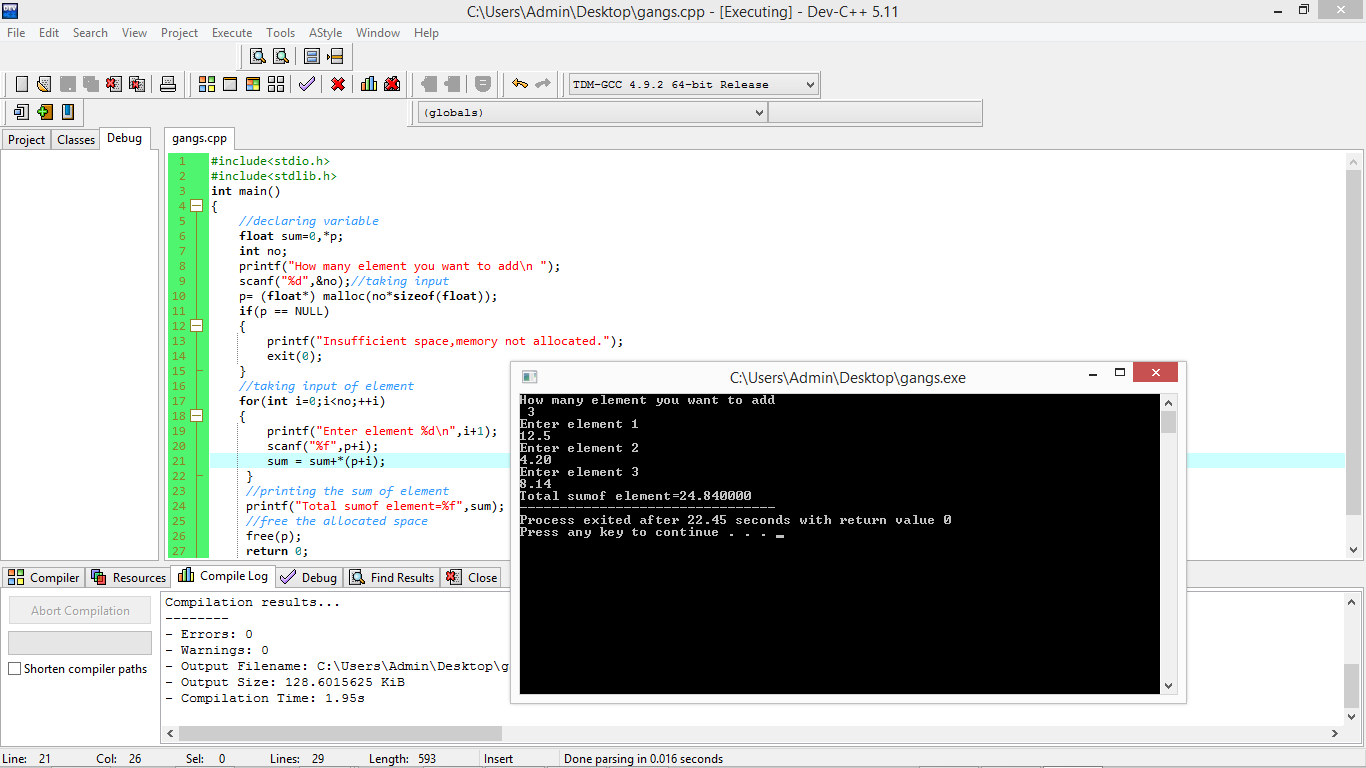 C:\Users\Admin\Desktop\gangs.cpp - [Executing] - Dev-C++ 5.11
File Edit Search View Project Execute Tools AStyle Window Help
TDM-GCC 4.9.2 64-bit Release
(globals)
Project Classes Debug
gangs.cpp
1 #include<stdio.h>
2 #include<stdlib.h>
3 int main()
4 {
5 //declaring variable
6 float sum=0,*p;
7 int no;
8 printf("How many element you want to add\n ");
9 scanf("%d",&no);//taking input
10 p= (float*) malloc(no*sizeof(float));
11 if(p == NULL)
12 {
13 printf("Insufficient space,memory not allocated.");
14 exit(0);
15 }
16 //taking input of element
17 for(int i=0;i<no;++i)
18 {
19 printf("Enter element %d\n",i+1);
20 scanf("%f",p+i);
21 sum = sum+*(p+i);
22 }
23 //printing the sum of element
24 printf("Total sumof element=%f",sum);
25 //free the allocated space
26 free(p);
27 return 0;
C:\Users\Admin\Desktop\gangs.exe
How many element you want to add
3
Enter element 1
12.5
Enter element 2
4.20
Enter element 3
8.14
Total sumof element=24.840000
--------------------------------
Process exited after 22.45 seconds with return value 0
Press any key to continue . . .
Compiler Resources Compile Log Debug Find Results Close
Abort Compilation
Shorten compiler paths
Compilation results...
--------
- Errors: 0
- Warnings: 0
- Output Filename: C:\Users\Admin\Desktop\g
- Output Size: 128.6015625 KiB
- Compilation Time: 1.95s
Line: 21 Col: 26 Sel: 0 Lines: 29 Length: 593 Insert Done parsing in 0.016 seconds